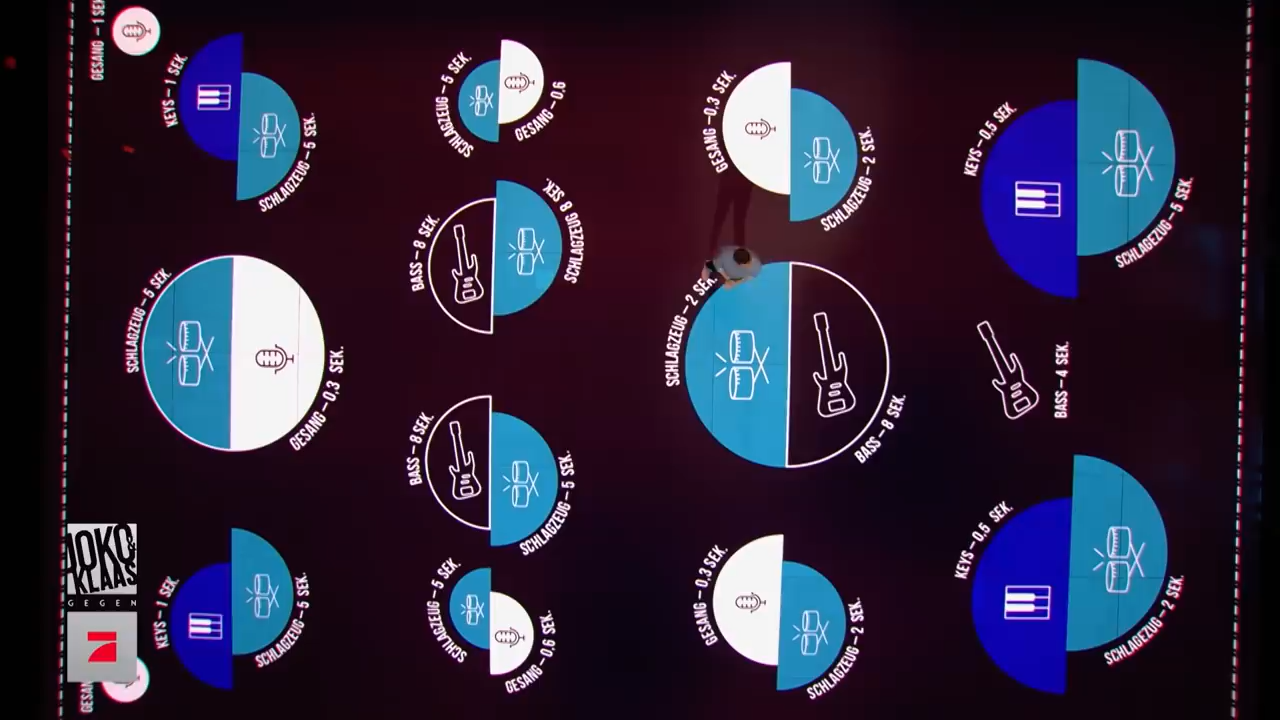 GESANG – 1 SEK
KEYS – 1 SEK.
SCHLAGZEUG – 5 SEK.
SCHLAGZEUG – 5 SEK.
GESANG – 0,6
GESANG – 0,3 SEK.
SCHLAGZEUG – 2 SEK.
KEYS – 0,5 SEK.
SCHLAGEZUG – 5 SEK.
BASS – 8 SEK.
SCHLAGZEUG 8 SEK.
SCHLAGZEUG – 5 SEK.
GESANG – 0,3 SEK.
SCHLAGZEUG – 2 SEK.
BASS – 8 SEK.
BASS – 4 SEK.
BASS – 8 SEK.
SCHLAGZEUG – 5 SEK.
KEYS – 1 SEK.
SCHLAGZEUG – 5 SEK.
SCHLAGZEUG – 5 SEK.
GESANG – 0,6 SEK.
GESANG – 0,3 SEK.
SCHLAGZEUG – 2 SEK.
KEYS – 0,5 SEK.
SCHLAGEZUG – 2 SEK.
JOKO &
KLAAS
GEGEN
GESAN